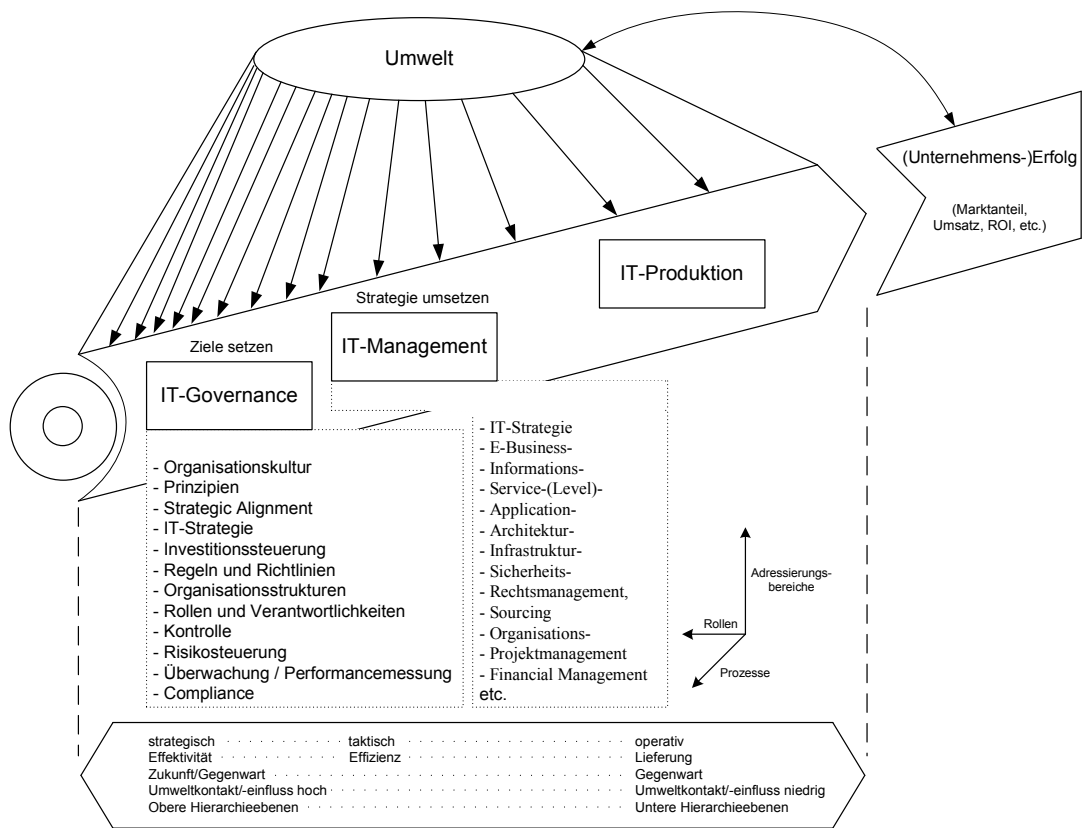 Umwelt
(Unternehmens-)Erfolg
(Marktanteil,
Umsatz, ROI, etc.)
IT-Produktion
Strategie umsetzen
IT-Management
Ziele setzen
IT-Governance
- Organisationskultur
- Prinzipien
- Strategic Alignment
- IT-Strategie
- Investitionssteuerung
- Regeln und Richtlinien
- Organisationsstrukturen
- Rollen und Verantwortlichkeiten
- Kontrolle
- Risikosteuerung
- Überwachung / Performancemessung
- Compliance
- IT-Strategie
- E-Business-
- Informations-
- Service-(Level)-
- Application-
- Architektur-
- Infrastruktur-
- Sicherheits-
- Rechtsmanagement,
- Sourcing
- Organisations-
- Projektmanagement
- Financial Management
etc.
Adressierungs-
bereiche
Rollen
Prozesse
strategisch taktisch operativ
Effektivität Effizienz Lieferung
Zukunft/Gegenwart Gegenwart
Umweltkontakt/-einfluss hoch Umweltkontakt/-einfluss niedrig
Obere Hierarchieebenen Untere Hierarchieebenen